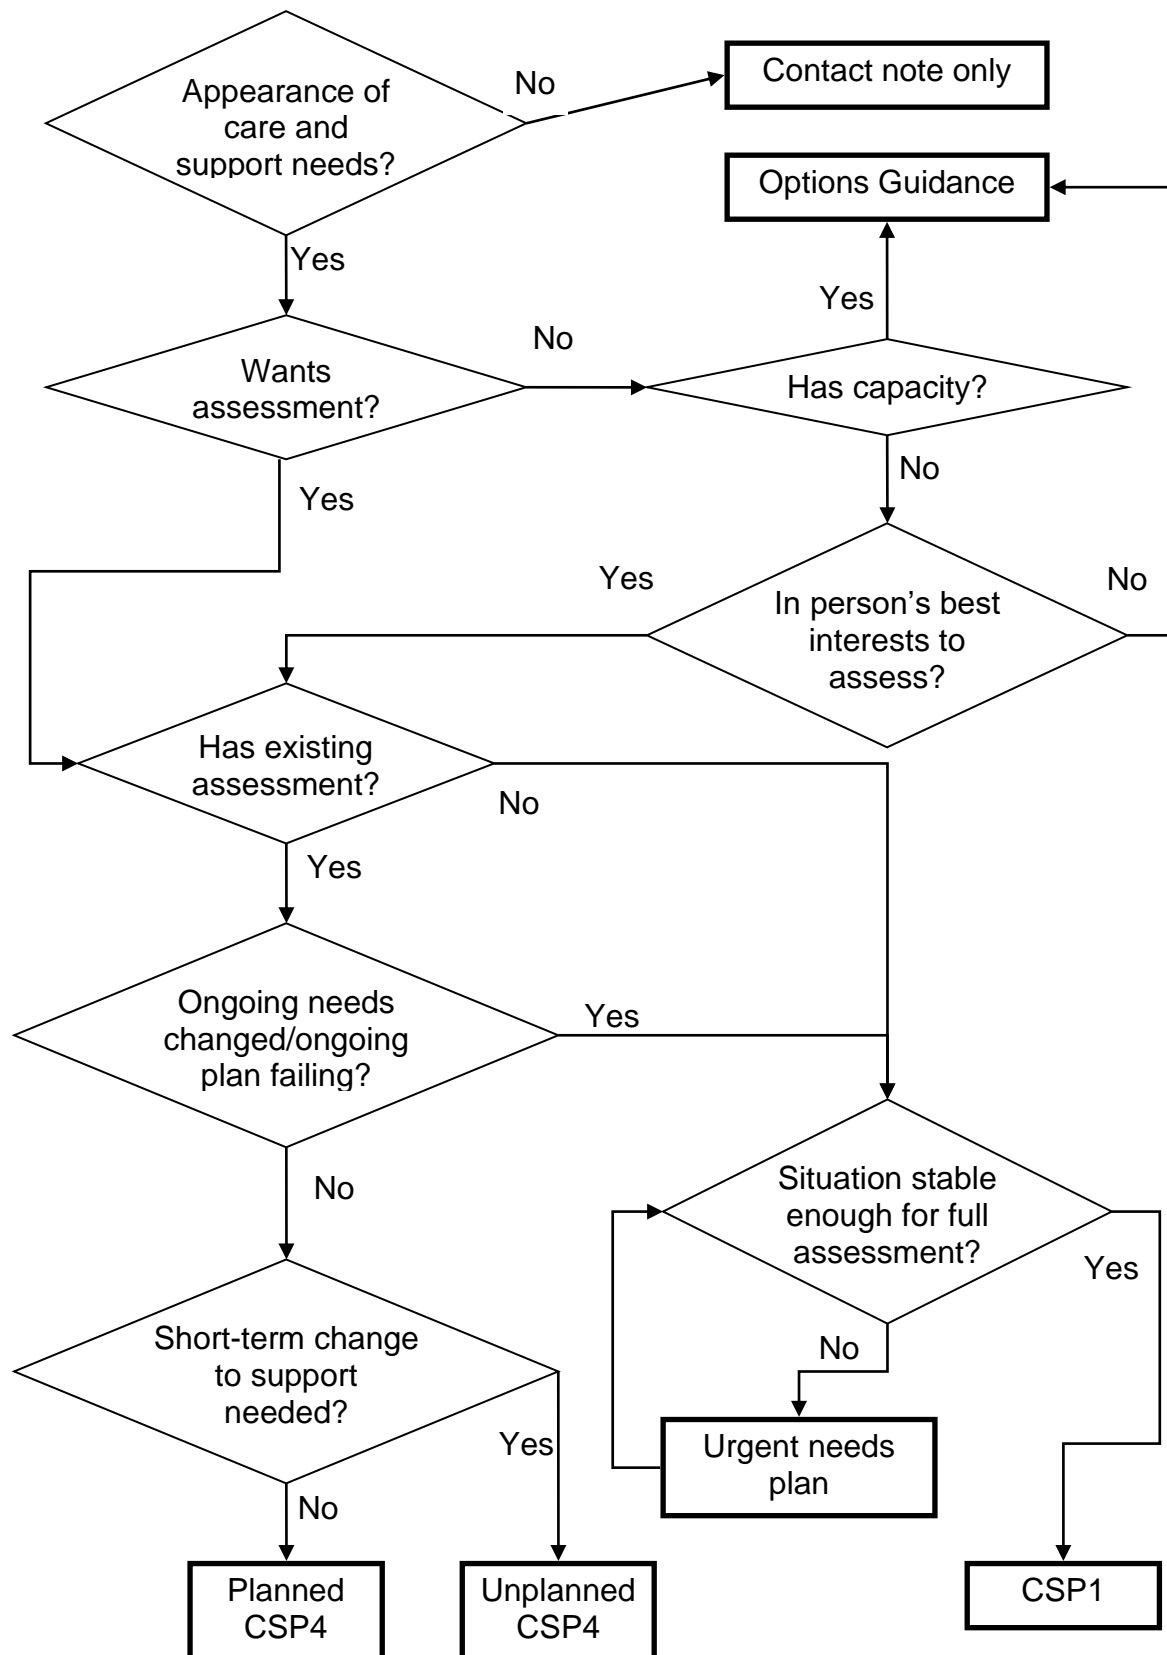 No
Contact note only
Appearance of
care and
support needs?
Options Guidance
Yes
Yes
No
Wants
assessment?
Has capacity?
No
Yes
Yes
No
In person's best
interests to
assess?
Has existing
assessment?
No
Yes
Ongoing needs
changed/ongoing
plan failing?
Yes
No
Situation stable
enough for full
assessment?
Yes
Short-term change
to support
needed?
No
Yes
Urgent needs
plan
No
Planned
CSP4
Unplanned
CSP4
CSP1